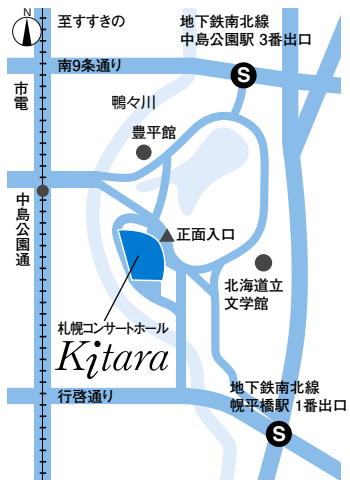 N
至すすきの
地下鉄南北線
中島公園駅 3番出口
S
南9条通り
市電
鴨々川
豊平館
中島公園通
正面入口
北海道立
文学館
札幌コンサートホール
Kitara
地下鉄南北線
幌平橋駅 1番出口
行啓通り
S